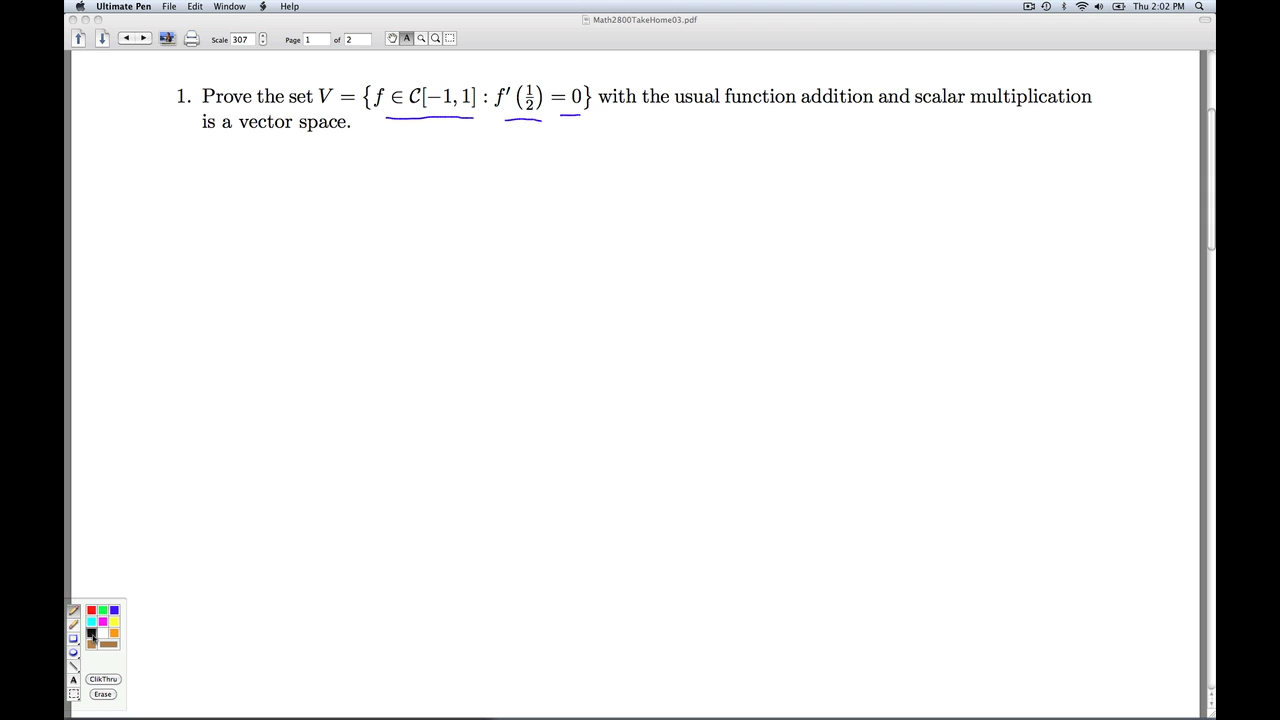 Ultimate Pen File Edit Window Help Thu 2:02 PM
Math2800TakeHome03.pdf
Scale 307 Page 1 of 2 A
1. Prove the set V = {f ∈ C[−1, 1] : f′ (1/2) = 0} with the usual function addition and scalar multiplication
is a vector space.
A
ClikThru
Erase